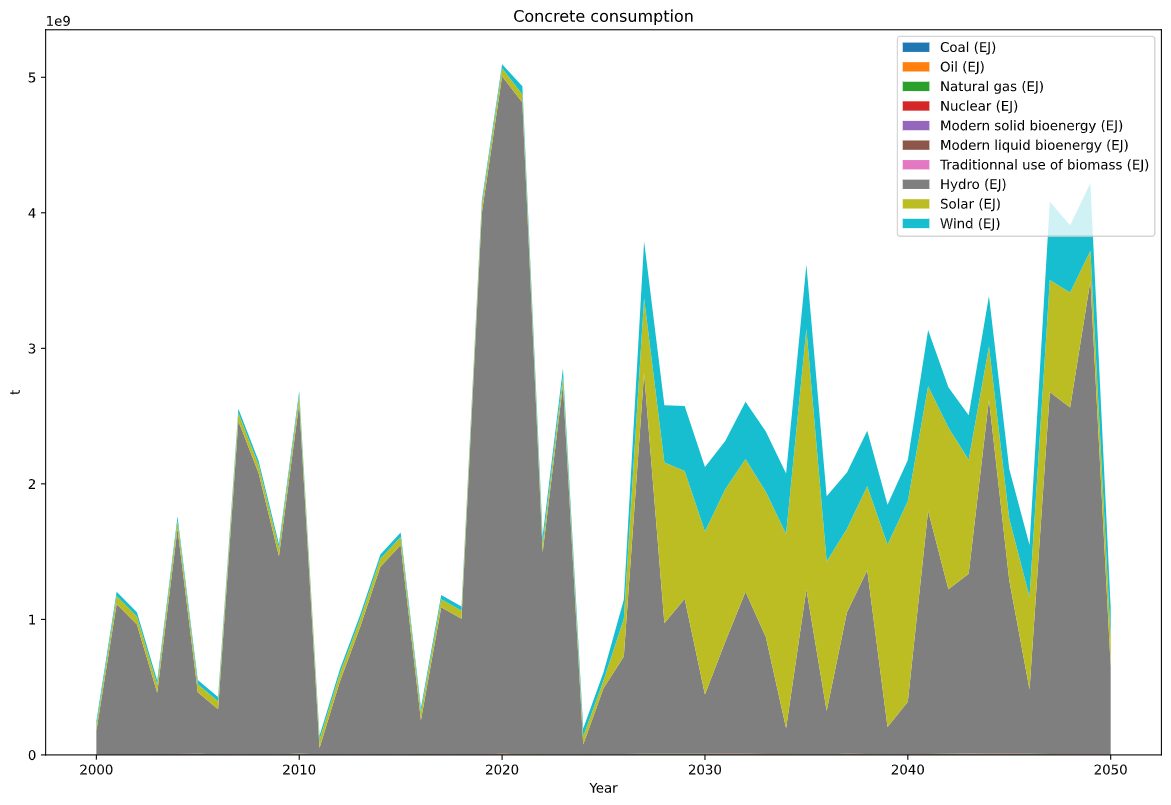 Concrete consumption
1e9
5
4
3
2
1
0
t
2000
2010
2020
2030
2040
2050
Year
Coal (EJ)
Oil (EJ)
Natural gas (EJ)
Nuclear (EJ)
Modern solid bioenergy (EJ)
Modern liquid bioenergy (EJ)
Traditionnal use of biomass (EJ)
Hydro (EJ)
Solar (EJ)
Wind (EJ)